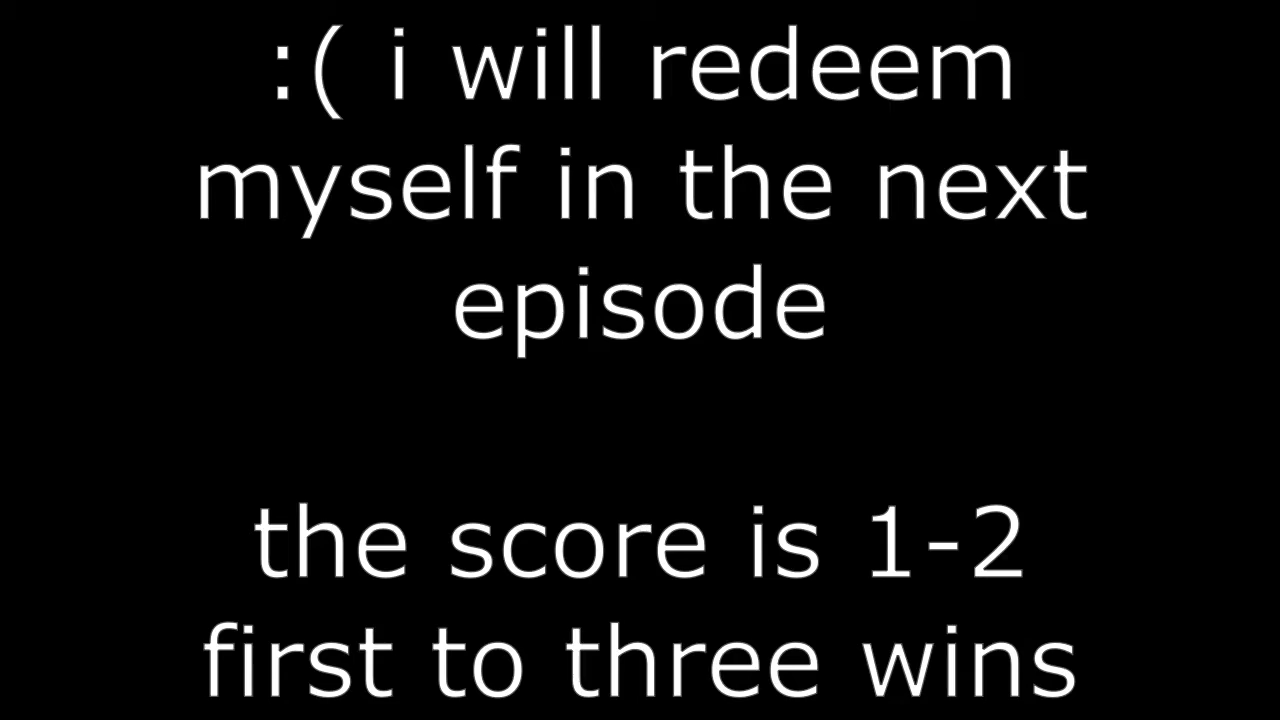 :( i will redeem
myself in the next
episode
the score is 1-2
first to three wins